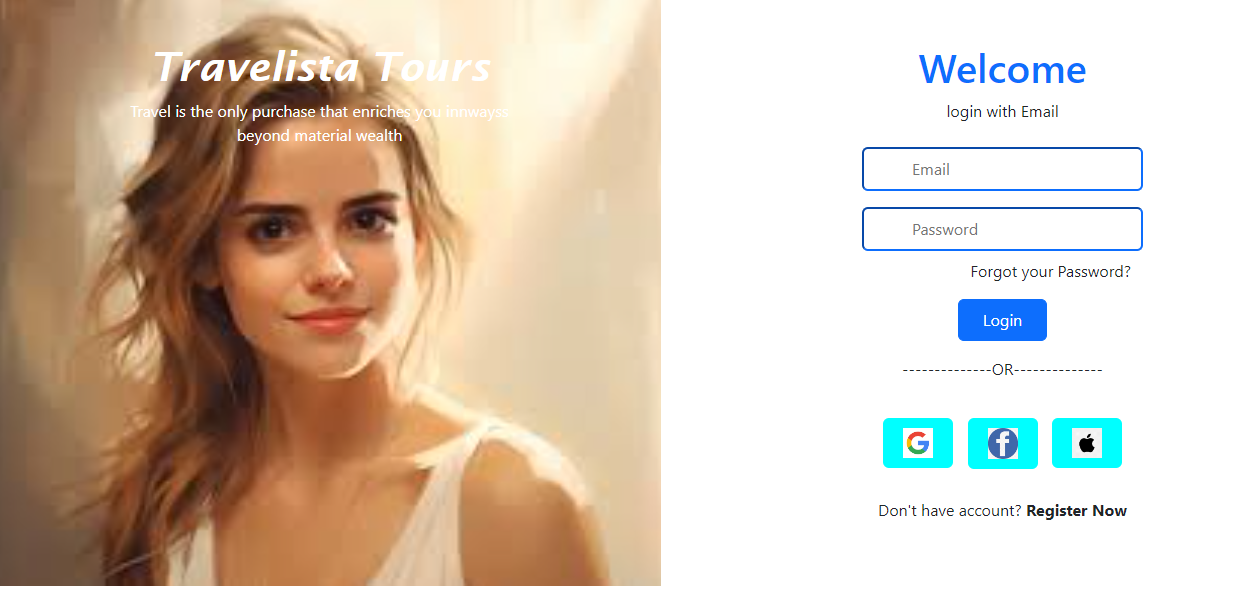 Travelista Tours
Travel is the only purchase that enriches you innwayss
beyond material wealth
Welcome
login with Email
Email
Password
Forgot your Password?
Login
--------------OR--------------
Don't have account? Register Now